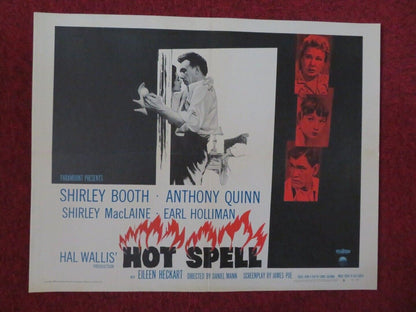 PARAMOUNT PRESENTS
SHIRLEY BOOTH · ANTHONY QUINN
SHIRLEY MacLAINE · EARL HOLLIMAN
HAL WALLIS'
PRODUCTION
HOT SPELL
EILEEN HECKART DIRECTED BY DANIEL MANN SCREENPLAY BY JAMES POE